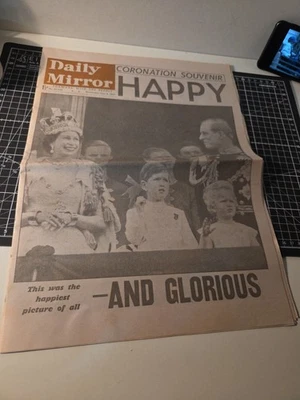 Daily
Mirror
CORONATION SOUVENIR
HAPPY
This was the
happiest
picture of all
—AND GLORIOUS